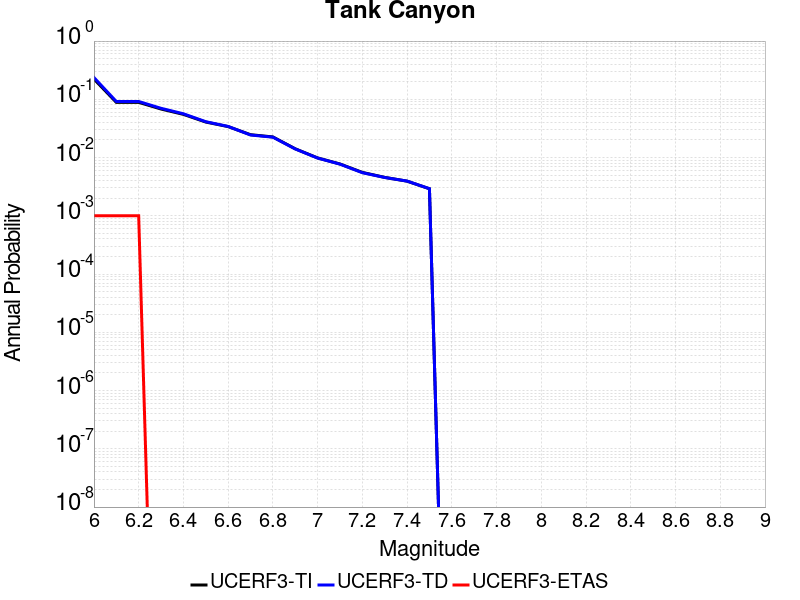 Tank Canyon
10^0
10^-1
10^-2
10^-3
10^-4
10^-5
10^-6
10^-7
10^-8
Annual Probability
6 6.2 6.4 6.6 6.8 7 7.2 7.4 7.6 7.8 8 8.2 8.4 8.6 8.8 9
Magnitude
UCERF3-TI UCERF3-TD UCERF3-ETAS